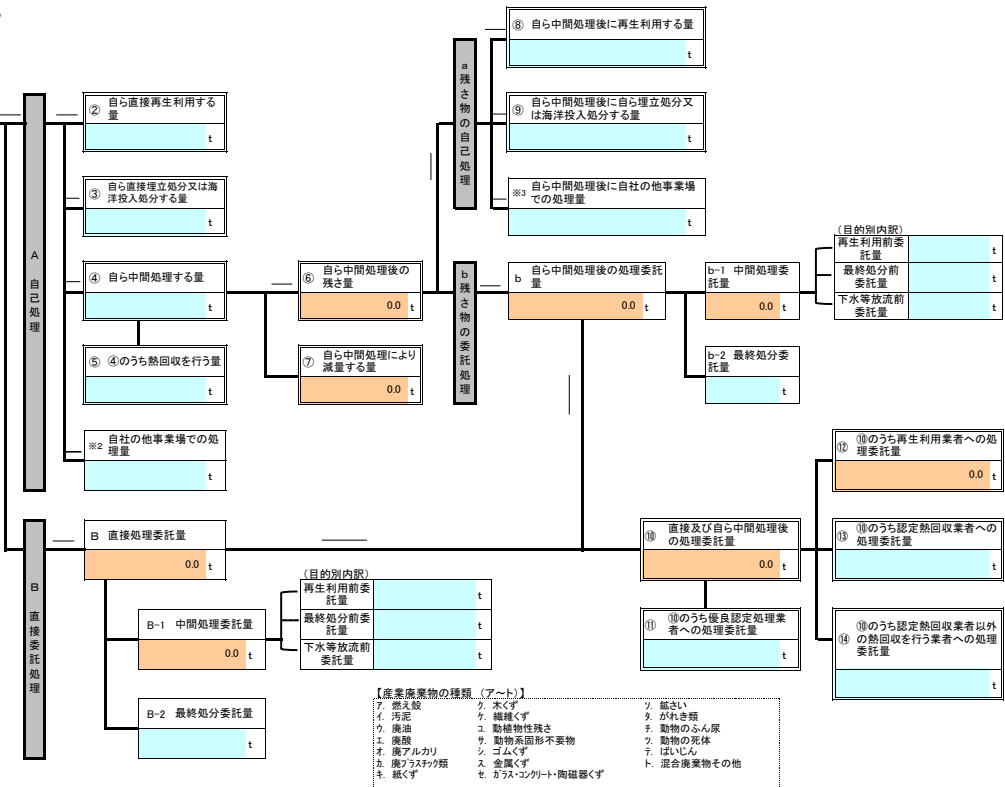 ⑧ 自ら中間処理後に再生利用する量
t
a 残さ物の自己処理
② 自ら直接再生利用する
量
t
⑨ 自ら中間処理後に自ら埋立処分又
は海洋投入処分する量
t
③ 自ら直接埋立処分又は海
洋投入処分する量
t
※3 自ら中間処理後に自社の他事業場
での処理量
t
A 自己処理
④ 自ら中間処理する量
t
⑥ 自ら中間処理後の
残さ量
0.0 t
b 残さ物の委託処理
b 自ら中間処理後の処理委託
量
0.0 t
b-1 中間処理委
託量
0.0 t
(目的別内訳)
再生利用前委
託量
t
最終処分前
委託量
t
下水等放流前
委託量
t
⑤ ④のうち熱回収を行う量
t
⑦ 自ら中間処理により
減量する量
0.0 t
b-2 最終処分委
託量
t
※2 自社の他事業場での処
理量
t
⑫ ⑩のうち再生利用業者への処
理委託量
0.0 t
B 直接委託処理
B 直接処理委託量
0.0 t
⑩ 直接及び自ら中間処理後
の処理委託量
0.0 t
⑬ ⑩のうち認定熱回収業者への
処理委託量
t
B-1 中間処理委託量
0.0 t
(目的別内訳)
再生利用前委
託量
t
最終処分前委
託量
t
下水等放流前
委託量
t
⑪ ⑩のうち優良認定処理業
者への処理委託量
t
⑭ ⑩のうち認定熱回収業者以外
の熱回収を行う業者への処理
委託量
t
B-2 最終処分委託量
t
【産業廃棄物の種類 (ア～ト)】
ア. 燃え殻
イ. 汚泥
ウ. 廃油
エ. 廃酸
オ. 廃アルカリ
カ. 廃プラスチック類
キ. 紙くず
ク. 木くず
ケ. 繊維くず
コ. 動植物性残さ
サ. 動物系固形不要物
シ. ゴムくず
ス. 金属くず
セ. ガラス・コンクリート・陶磁器くず
ソ. 鉱さい
タ. がれき類
チ. 動物のふん尿
ツ. 動物の死体
テ. ばいじん
ト. 混合廃棄物その他